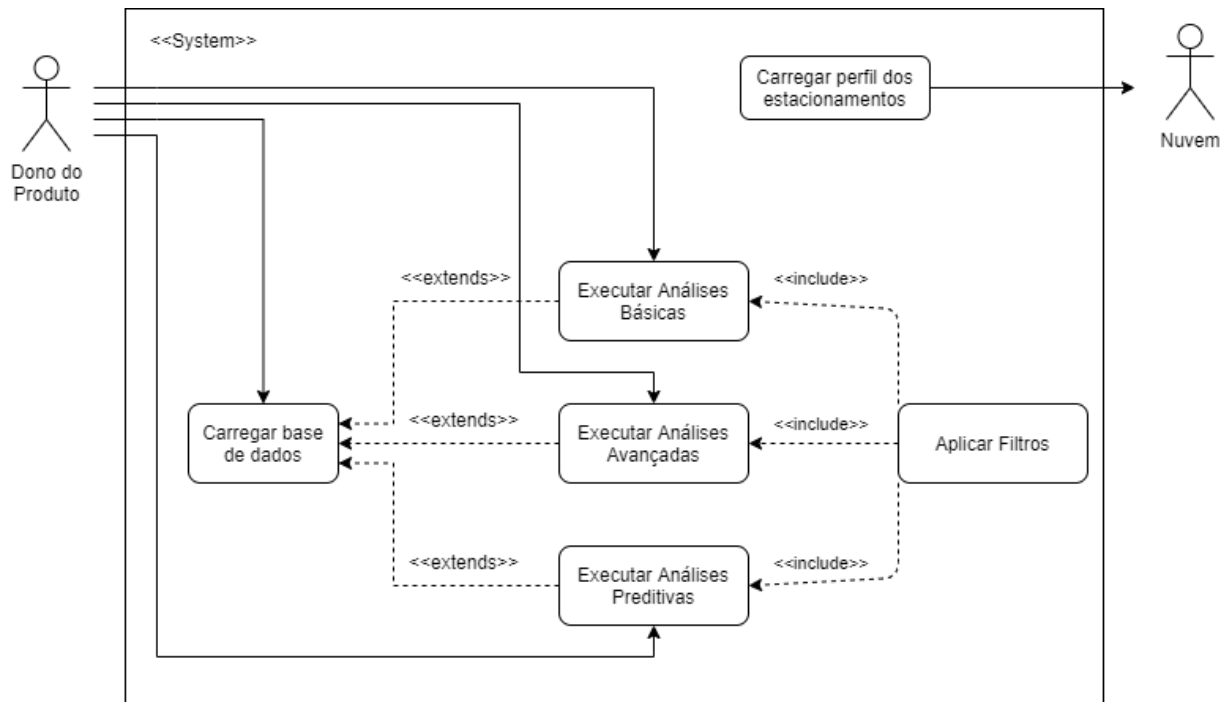 <<System>>
Carregar perfil dos
estacionamentos
Dono do
Produto
Nuvem
<<extends>>
Executar Análises
Básicas
<<include>>
Carregar base
de dados
<<extends>>
Executar Análises
Avançadas
<<include>>
Aplicar Filtros
<<extends>>
Executar Análises
Preditivas
<<include>>